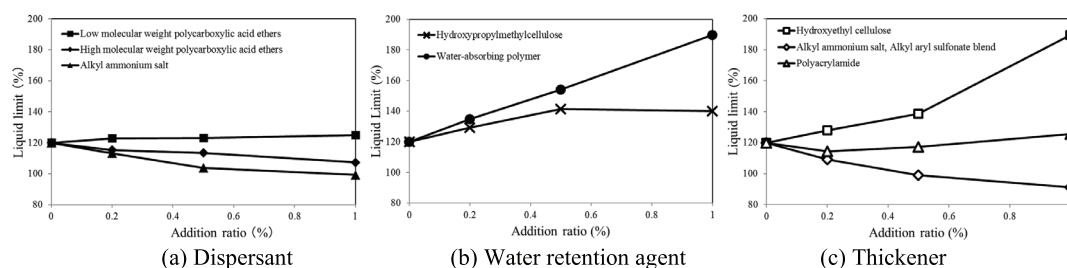 Low molecular weight polycarboxylic acid ethers
High molecular weight polycarboxylic acid ethers
Alkyl ammonium salt
Liquid limit (%)
200
180
160
140
120
100
80
0 0.2 0.4 0.6 0.8 1
Addition ratio (%)
(a) Dispersant
Hydroxypropylmethylcellulose
Water-absorbing polymer
Liquid Limit (%)
200
180
160
140
120
100
80
0 0.2 0.4 0.6 0.8 1
Addition ratio (%)
(b) Water retention agent
Hydroxyethyl cellulose
Alkyl ammonium salt, Alkyl aryl sulfonate blend
Polyacrylamide
Liquid limit (%)
200
180
160
140
120
100
80
0 0.2 0.4 0.6 0.8
Addition ratio (%)
(c) Thickener